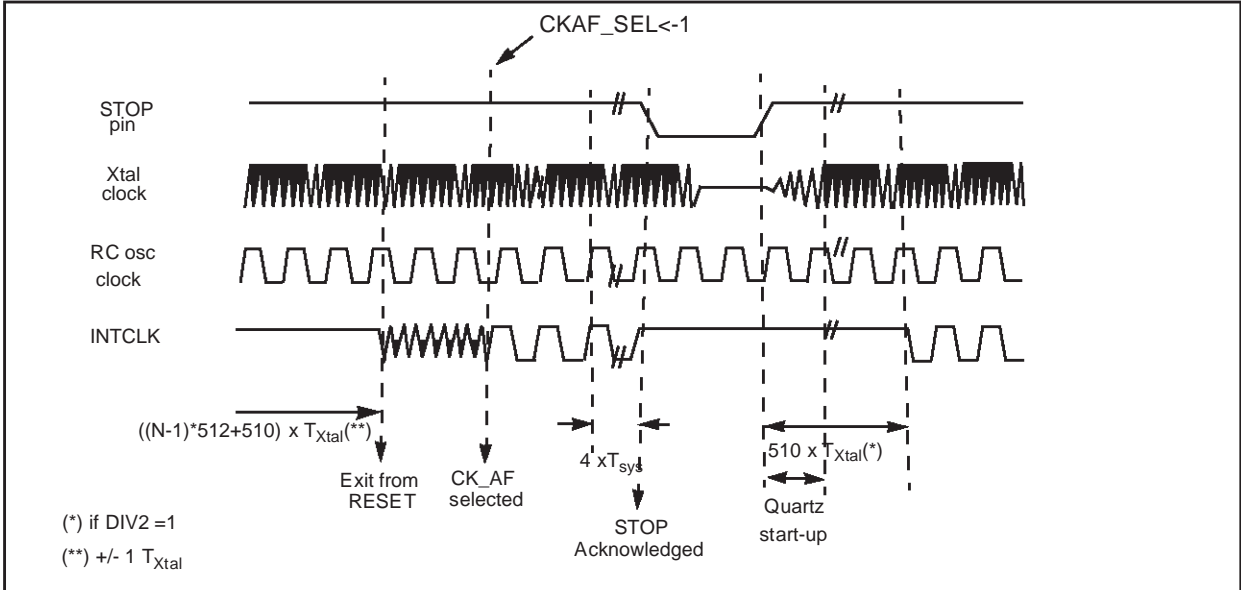 CKAF_SEL<-1
STOP
pin
Xtal
clock
RC osc
clock
INTCLK
((N-1)*512+510) x TXtal(**)
4 xTsys
510 x TXtal(*)
Exit from
RESET
CK_AF
selected
Quartz
start-up
STOP
Acknowledged
(*) if DIV2 =1
(**) +/- 1 TXtal